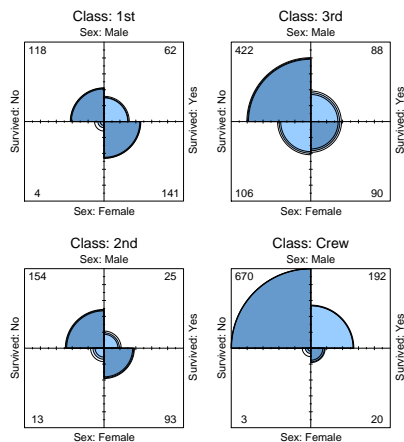 Class: 1st
Sex: Male
118 62
Survived: No
Survived: Yes
4 141
Sex: Female
Class: 3rd
Sex: Male
422 88
Survived: No
Survived: Yes
106 90
Sex: Female
Class: 2nd
Sex: Male
154 25
Survived: No
Survived: Yes
13 93
Sex: Female
Class: Crew
Sex: Male
670 192
Survived: No
Survived: Yes
3 20
Sex: Female